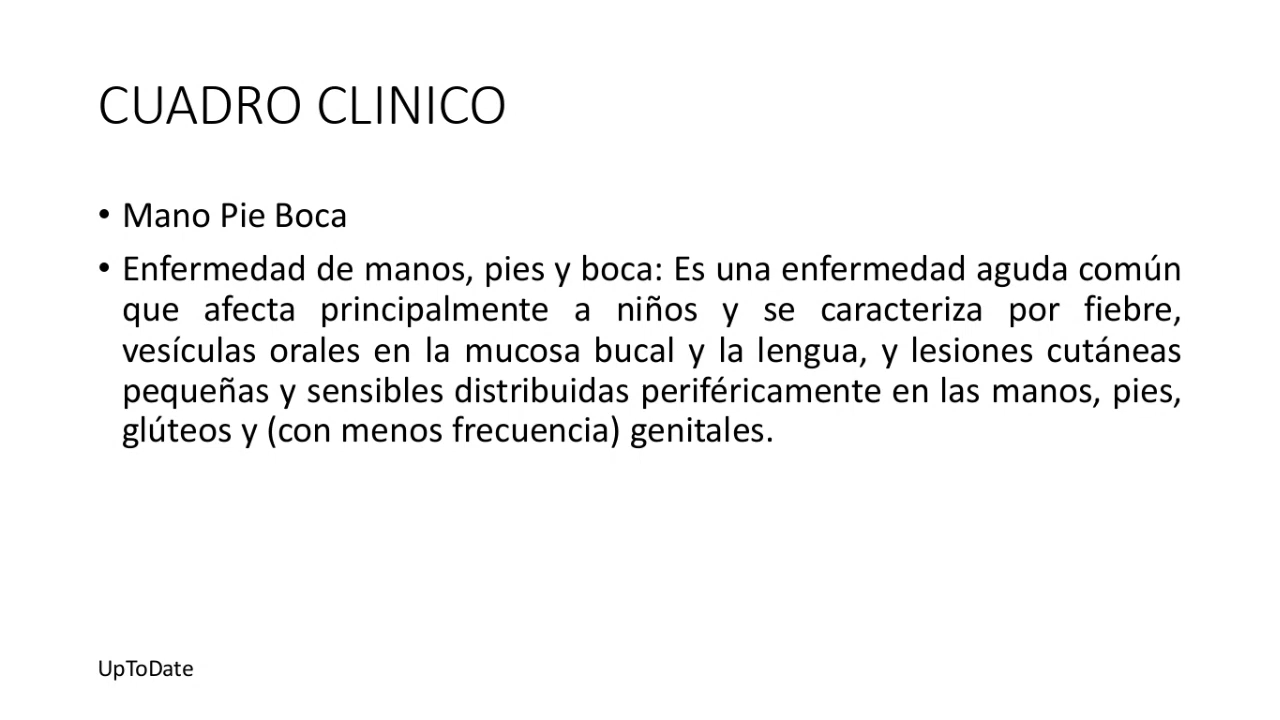 CUADRO CLINICO
• Mano Pie Boca
• Enfermedad de manos, pies y boca: Es una enfermedad aguda común
que afecta principalmente a niños y se caracteriza por fiebre,
vesículas orales en la mucosa bucal y la lengua, y lesiones cutáneas
pequeñas y sensibles distribuidas periféricamente en las manos, pies,
glúteos y (con menos frecuencia) genitales.
UpToDate